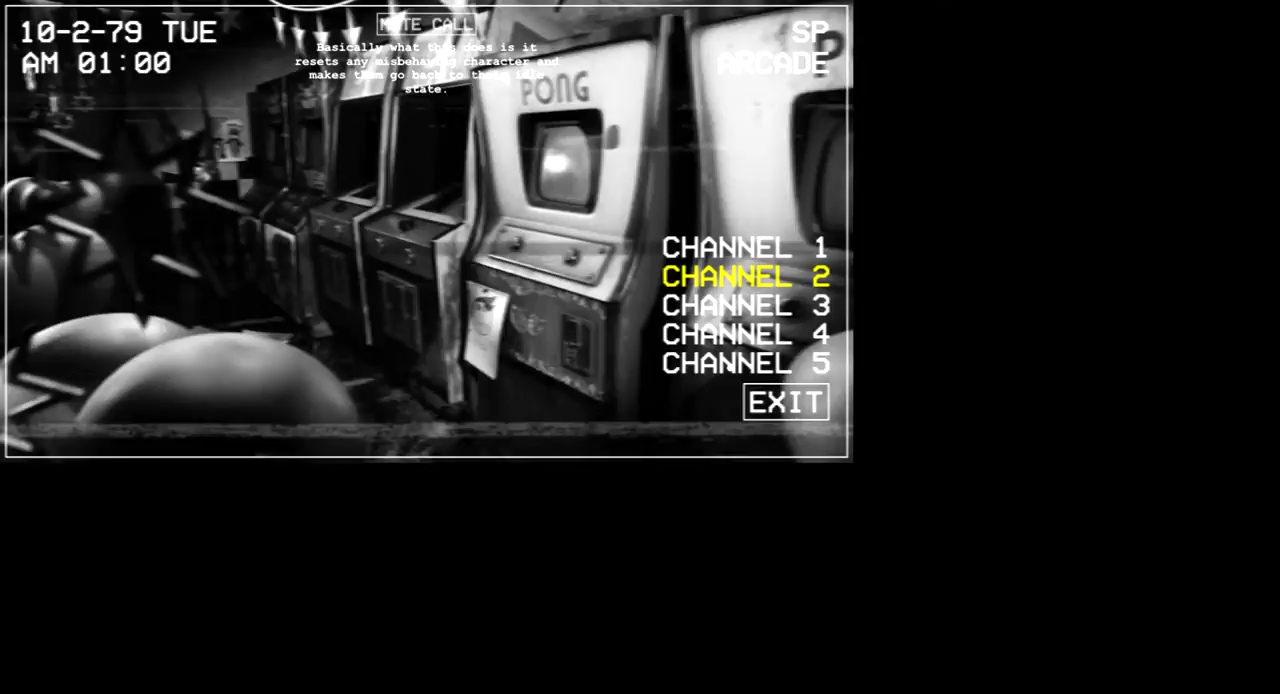 10-2-79 TUE
AM 01:00
MUTE CALL
Basically what this does is it
resets any misbehaving character and
makes them go back to their idle
state.
SP
ARCADE
PONG
CHANNEL 1
CHANNEL 2
CHANNEL 3
CHANNEL 4
CHANNEL 5
EXIT